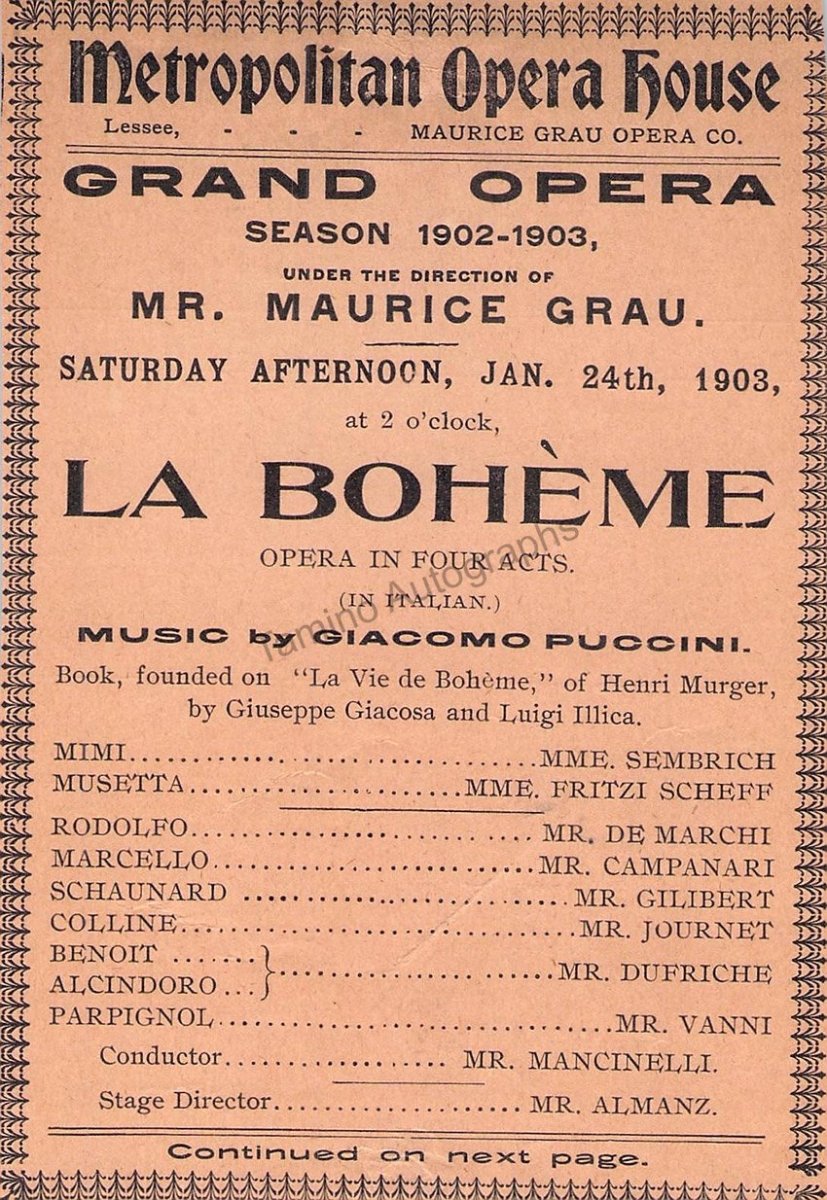 Metropolitan Opera House
Lessee, - - - MAURICE GRAU OPERA CO.
GRAND OPERA
SEASON 1902-1903,
UNDER THE DIRECTION OF
MR. MAURICE GRAU.
SATURDAY AFTERNOON, JAN. 24th, 1903,
at 2 o'clock,
LA BOHÈME
OPERA IN FOUR ACTS.
(IN ITALIAN.)
Tamino Autographs
MUSIC by GIACOMO PUCCINI.
Book, founded on "La Vie de Bohème," of Henri Murger,
by Giuseppe Giacosa and Luigi Illica.
MIMI........................................MME. SEMBRICH
MUSETTA........................MME. FRITZI SCHEFF
RODOLFO.................................MR. DE MARCHI
MARCELLO...............................MR. CAMPANARI
SCHAUNARD ...............................MR. GILIBERT
COLLINE......................................MR. JOURNET
BENOIT .......
ALCINDORO ... } .........................MR. DUFRICHE
PARPIGNOL.....................................MR. VANNI
Conductor.................... MR. MANCINELLI.
Stage Director...................... MR. ALMANZ.
Continued on next page.